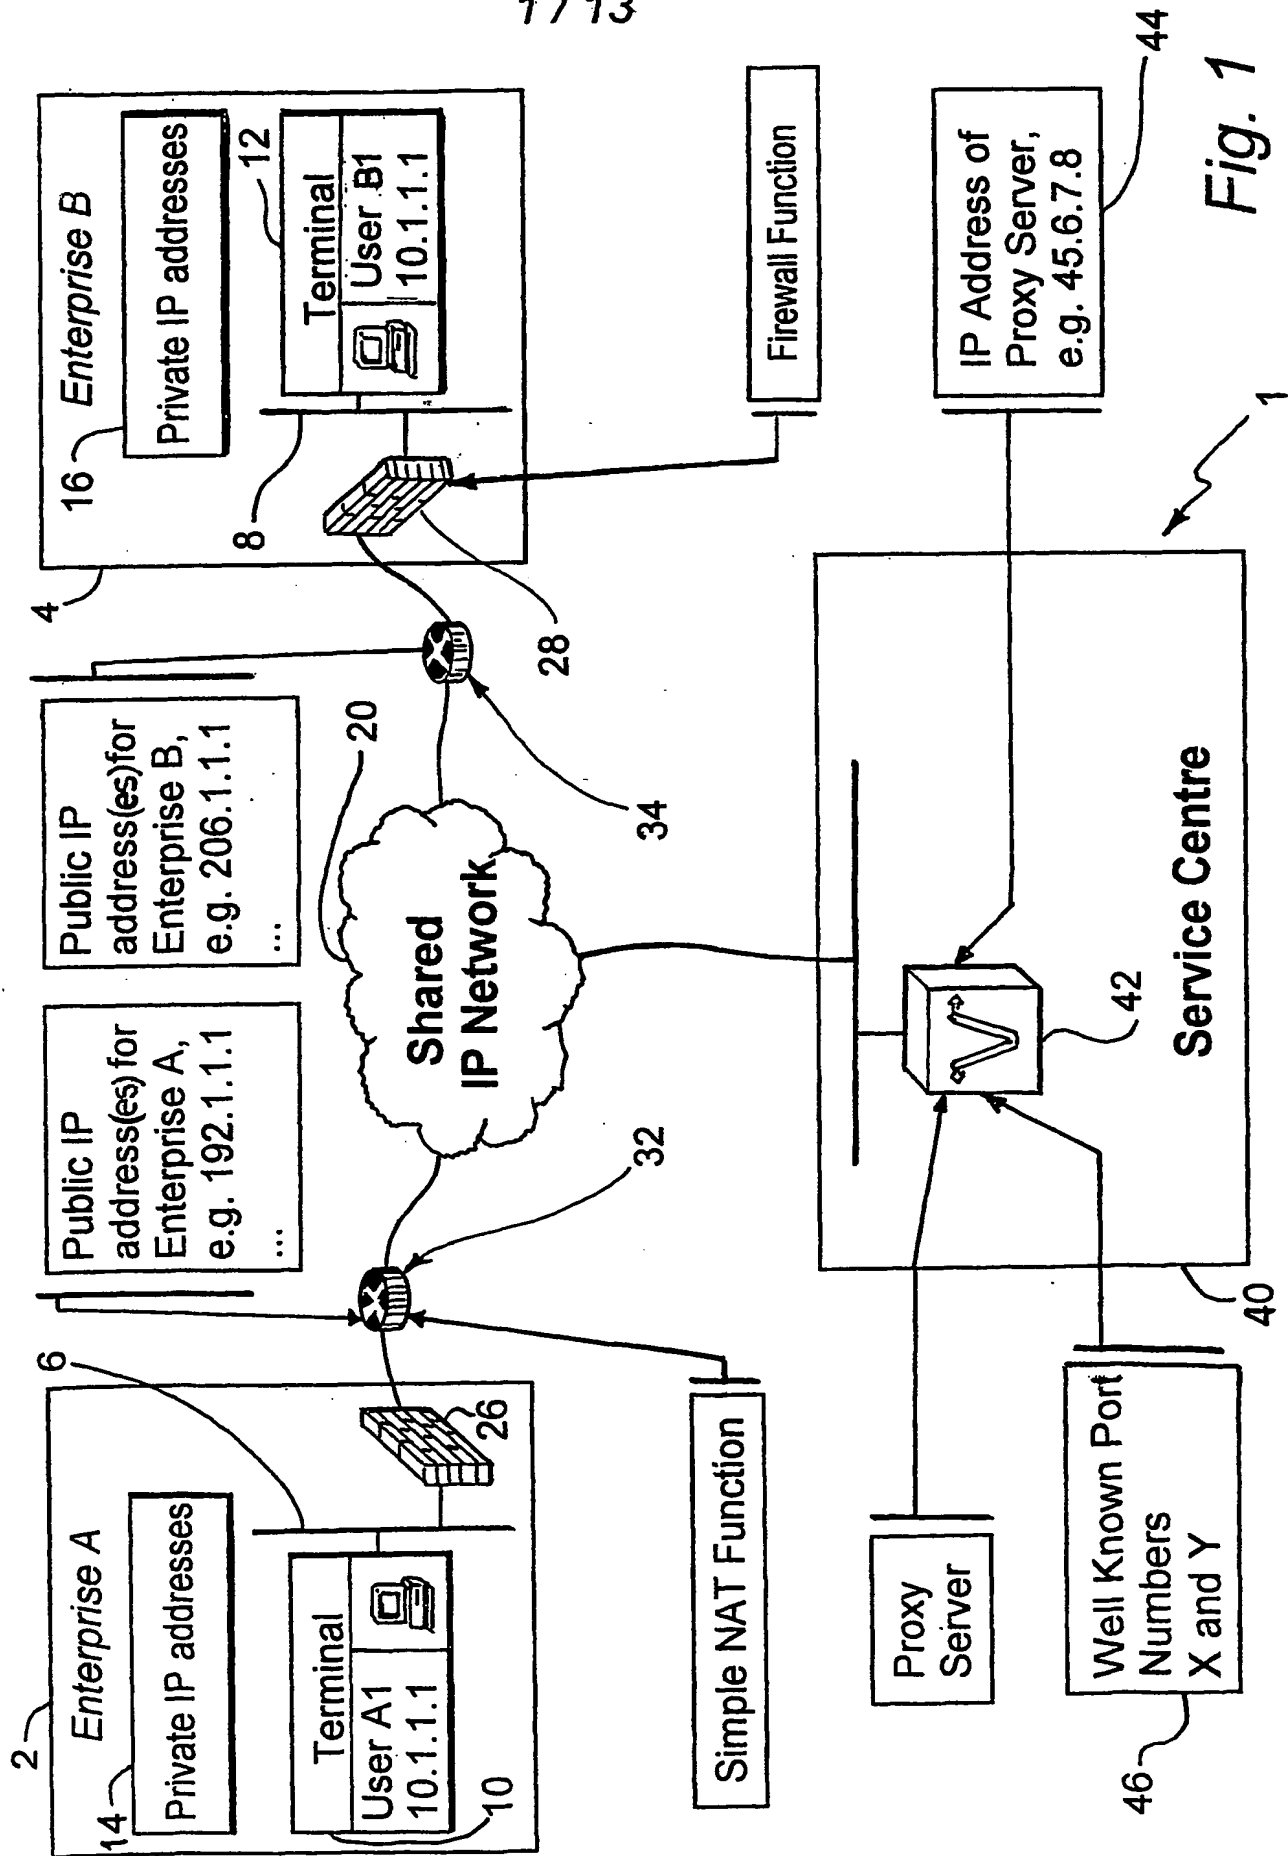 1/13
2
Enterprise A
14
Private IP addresses
Terminal
User A1
10.1.1.1
10
6
26
Public IP
address(es) for
Enterprise A,
e.g. 192.1.1.1
...
Public IP
address(es) for
Enterprise B,
e.g. 206.1.1.1
...
4
Enterprise B
16
Private IP addresses
12
Terminal
User B1
10.1.1.1
8
28
20
Shared
IP Network
32
34
Simple NAT Function
Firewall Function
Proxy
Server
Well Known Port
Numbers
X and Y
46
42
Service Centre
40
IP Address of
Proxy Server,
e.g. 45.6.7.8
44
1
Fig. 1